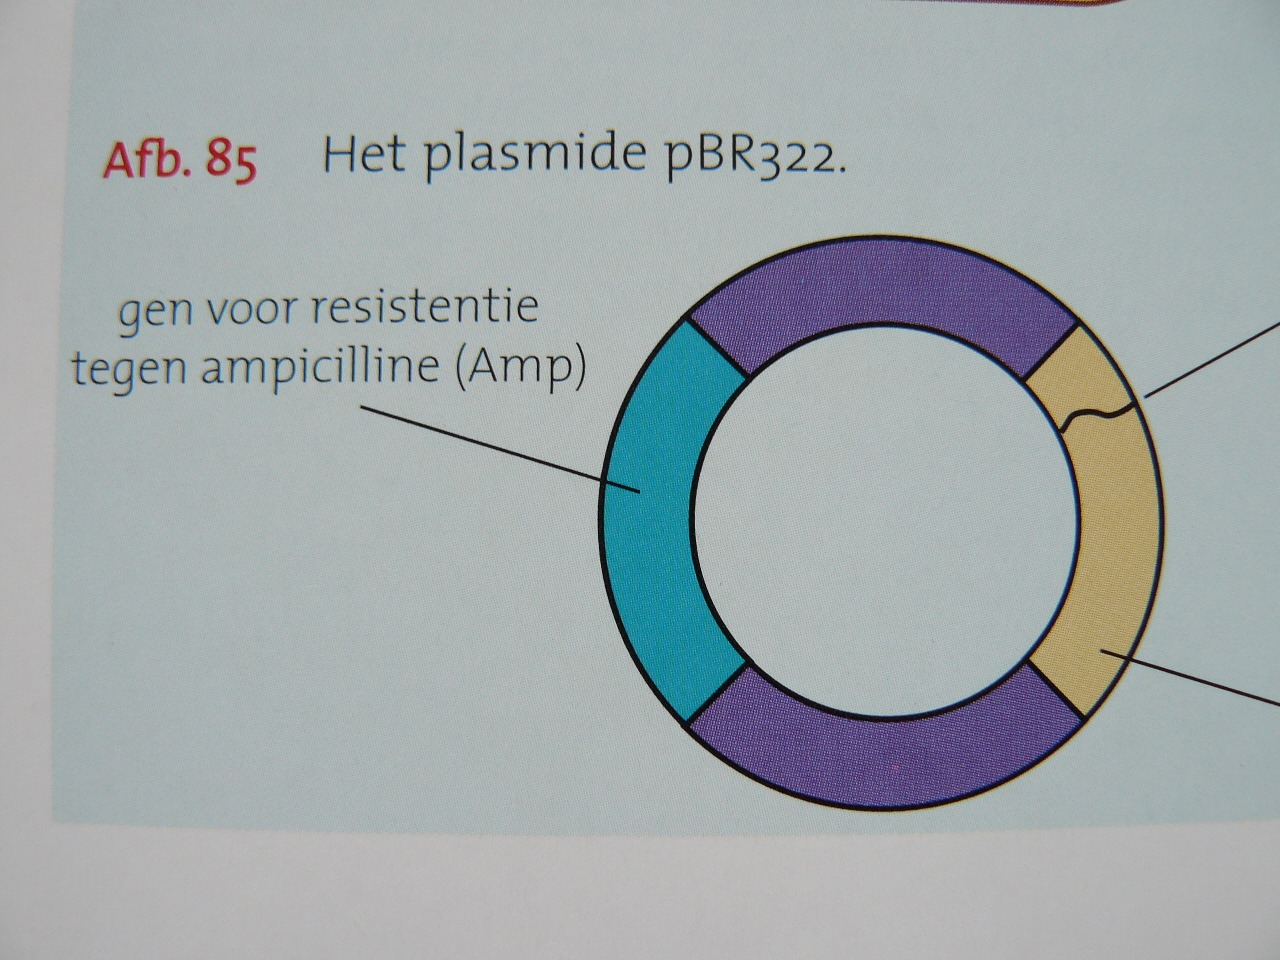 Afb. 85 Het plasmide pBR322.
gen voor resistentie
tegen ampicilline (Amp)